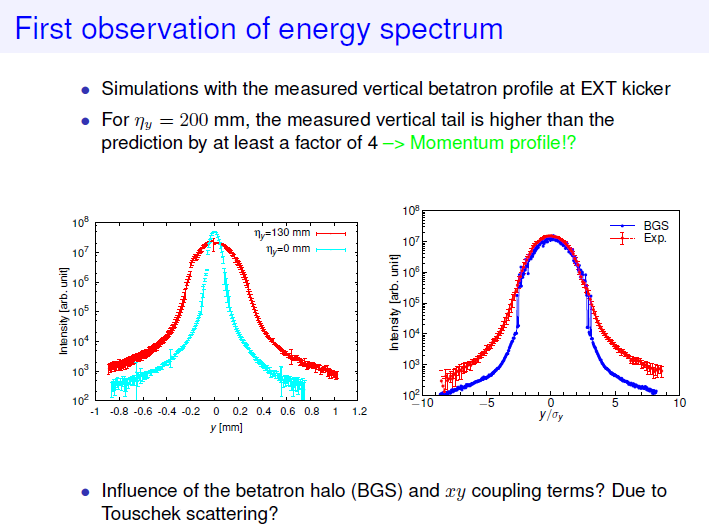 First observation of energy spectrum
• Simulations with the measured vertical betatron profile at EXT kicker
• For ηy = 200 mm, the measured vertical tail is higher than the
prediction by at least a factor of 4 –> Momentum profile!?
10^8
10^7
10^6
10^5
10^4
10^3
10^2
Intensity [arb. unit]
ηy=130 mm
ηy=0 mm
-1 -0.8 -0.6 -0.4 -0.2 0 0.2 0.4 0.6 0.8 1 1.2
y [mm]
10^8
10^7
10^6
10^5
10^4
10^3
10^2
Intensity [arb. unit]
BGS
Exp.
−10 −5 0 5 10
y/σy
• Influence of the betatron halo (BGS) and xy coupling terms? Due to
Touschek scattering?